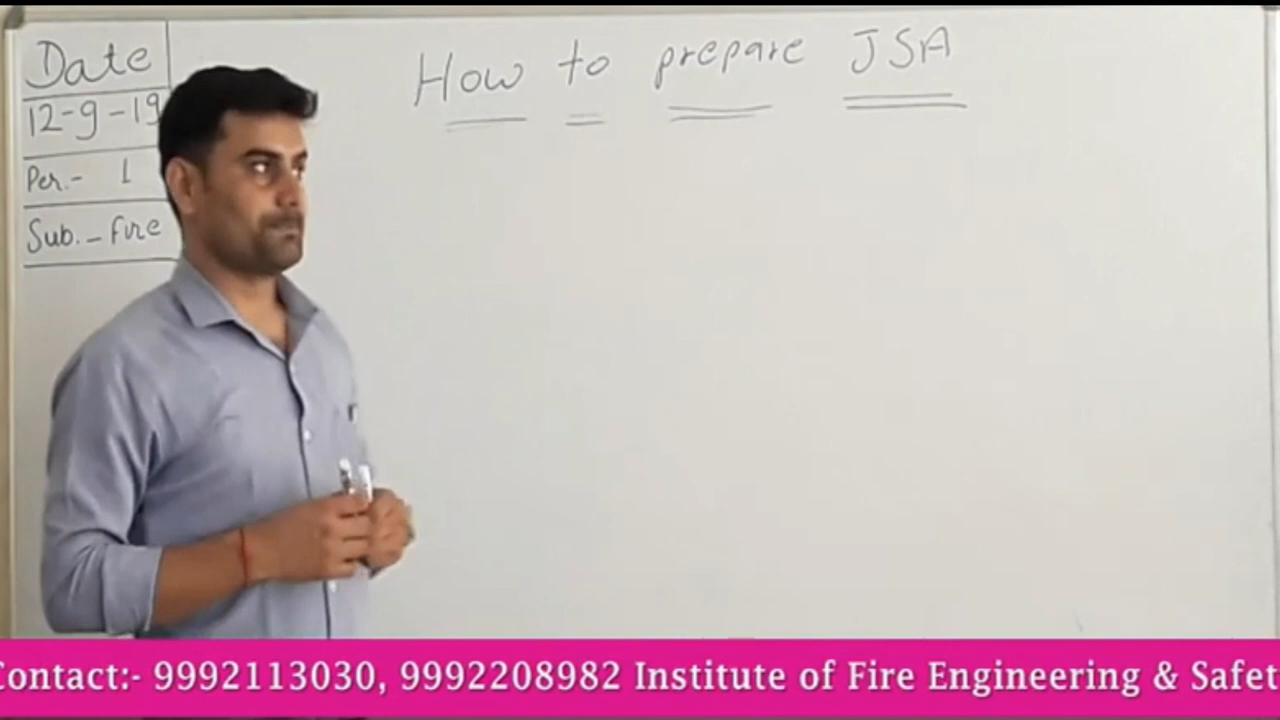 Date
12-9-19
Per.- 1
Sub. - fire
How to prepare JSA
Contact:- 9992113030, 9992208982 Institute of Fire Engineering & Safet